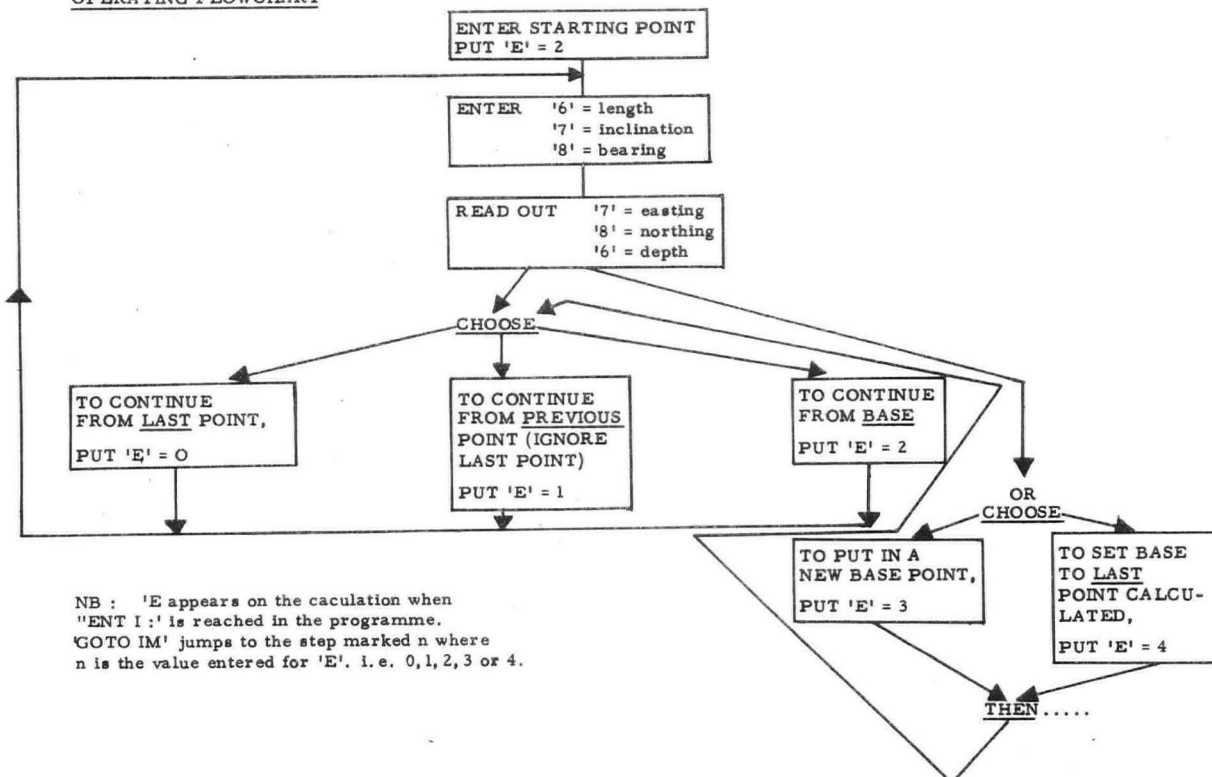 OPERATING FLOWCHART
ENTER STARTING POINT
PUT 'E' = 2
ENTER '6' = length
'7' = inclination
'8' = bearing
READ OUT '7' = easting
'8' = northing
'6' = depth
CHOOSE
TO CONTINUE
FROM LAST POINT,
PUT 'E' = O
TO CONTINUE
FROM PREVIOUS
POINT (IGNORE
LAST POINT)
PUT 'E' = 1
TO CONTINUE
FROM BASE
PUT 'E' = 2
OR
CHOOSE
TO PUT IN A
NEW BASE POINT,
PUT 'E' = 3
TO SET BASE
TO LAST
POINT CALCU-
LATED,
PUT 'E' = 4
THEN.....
NB : 'E appears on the caculation when
"ENT I :' is reached in the programme.
'GOTO IM' jumps to the step marked n where
n is the value entered for 'E'. i.e. 0,1,2,3 or 4.